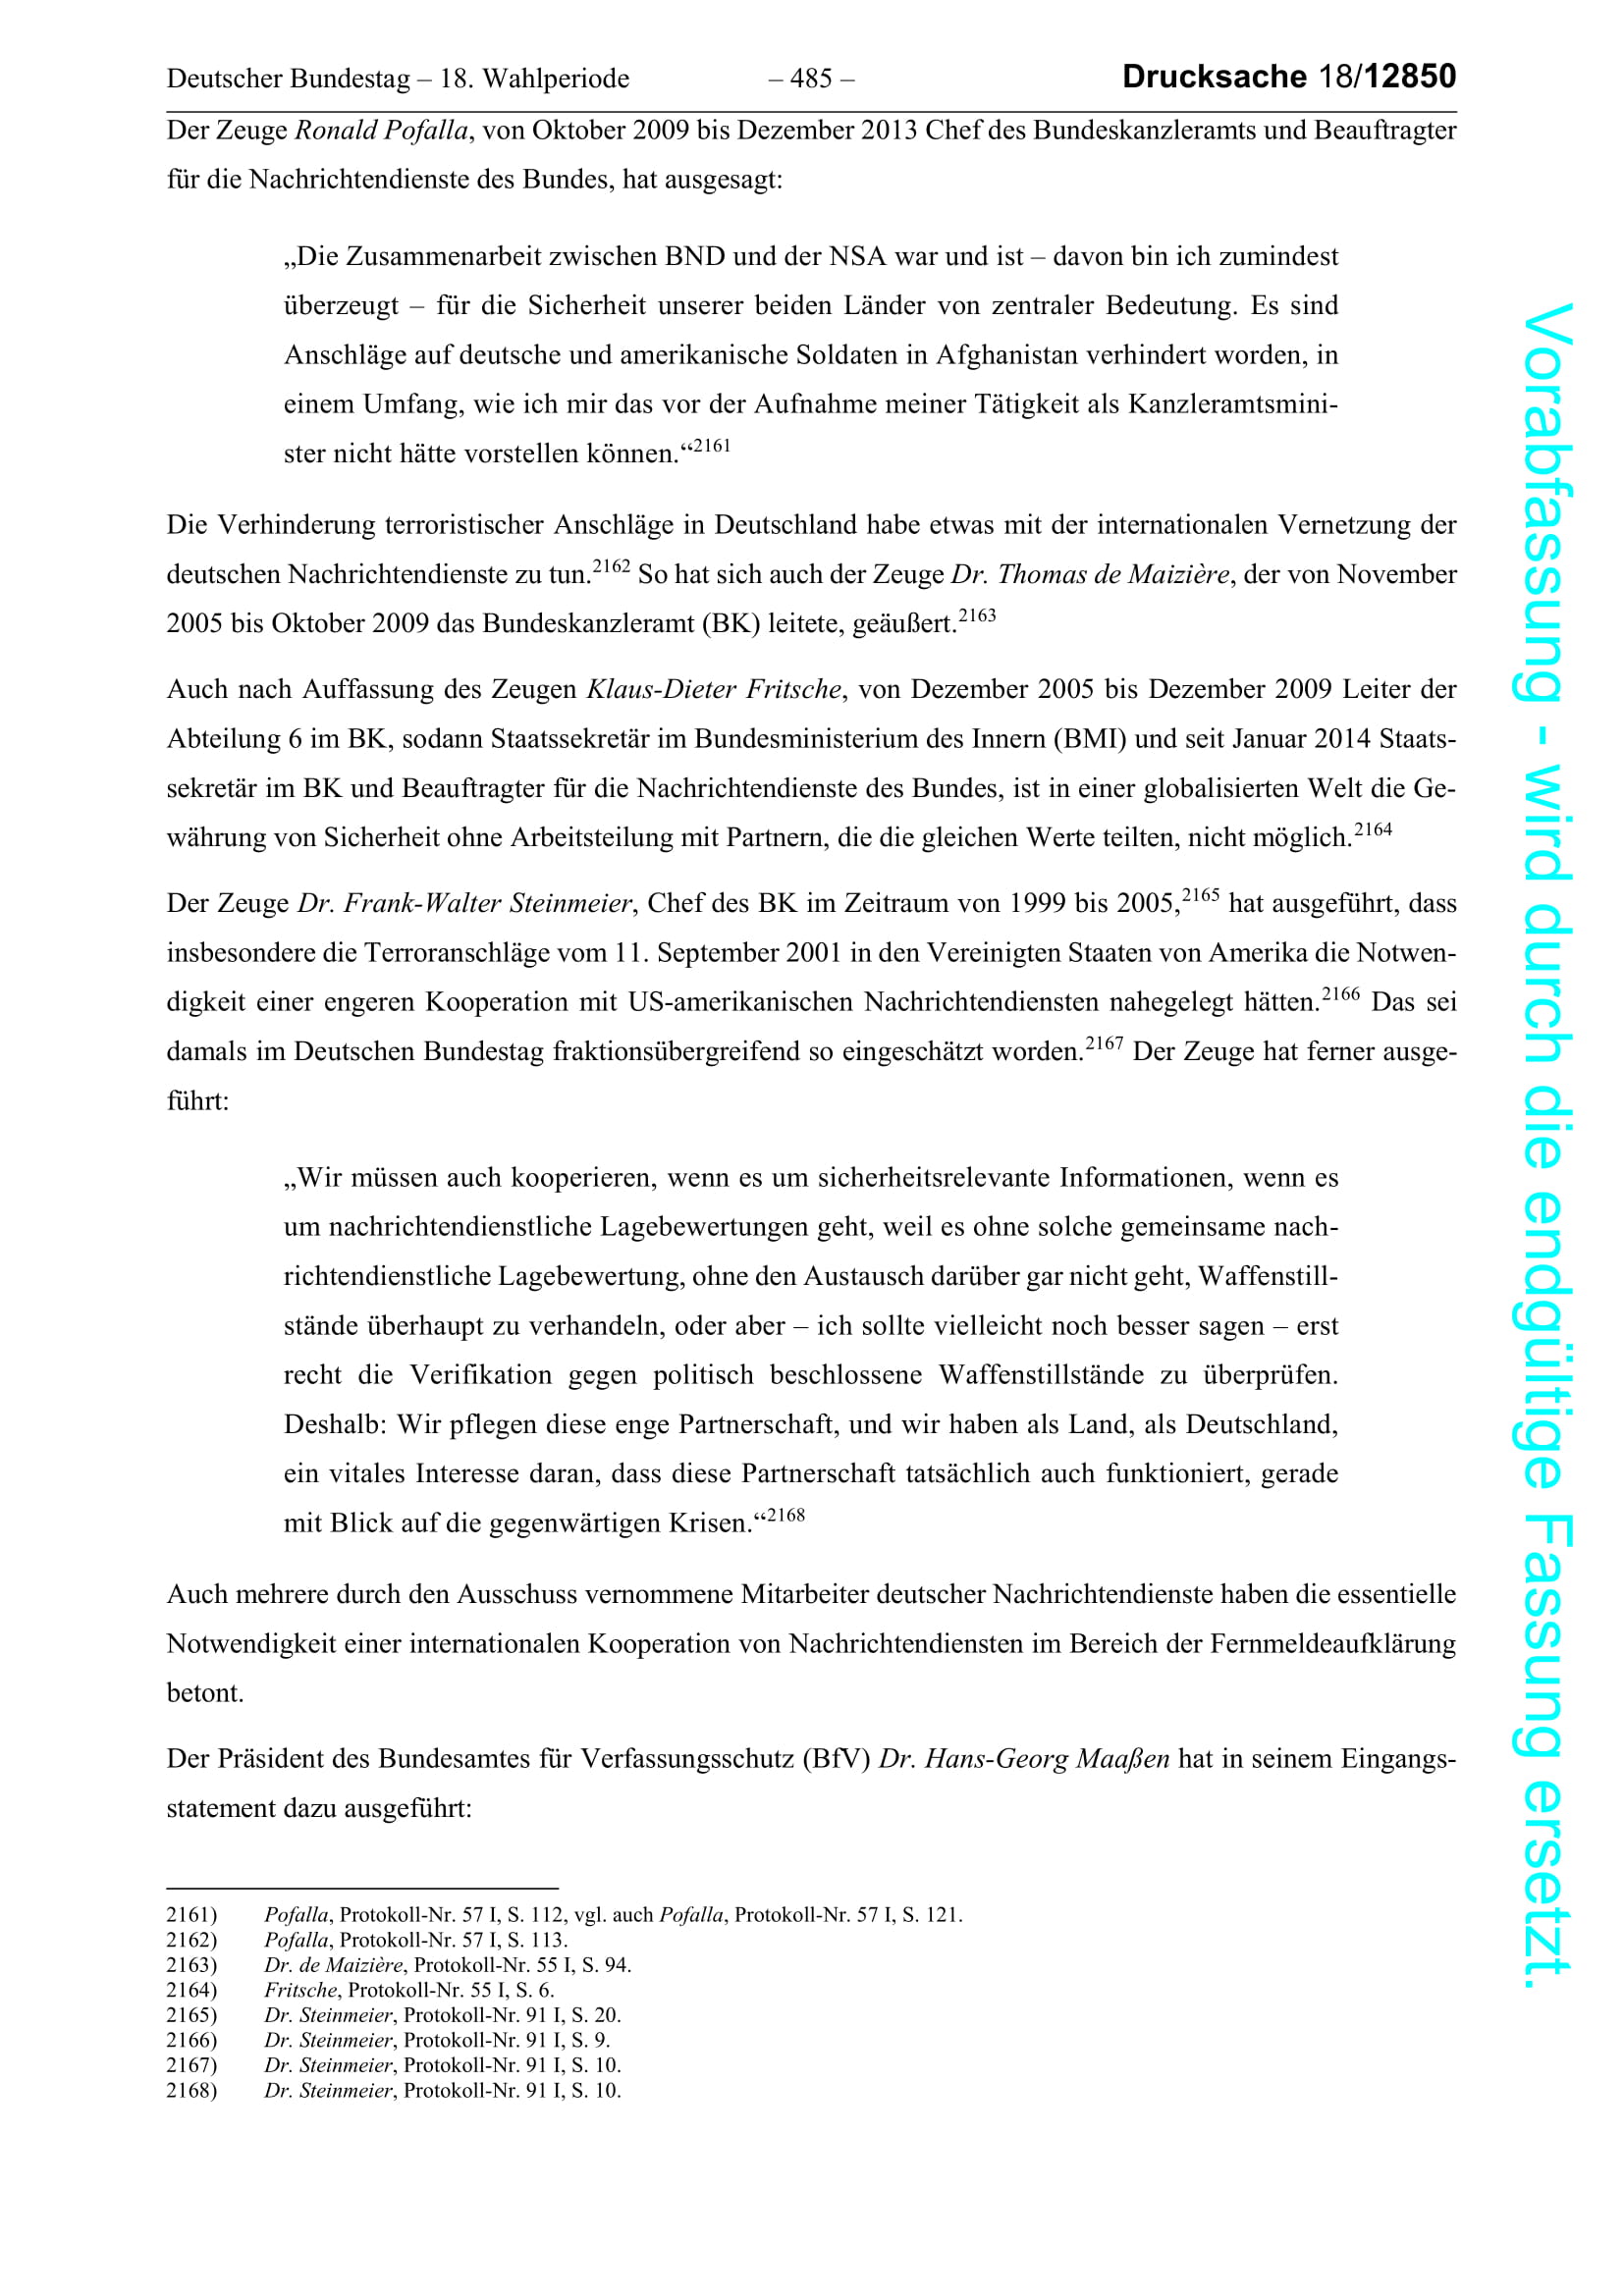 Deutscher Bundestag – 18. Wahlperiode – 485 – Drucksache 18/12850
Der Zeuge Ronald Pofalla, von Oktober 2009 bis Dezember 2013 Chef des Bundeskanzleramts und Beauftragter
für die Nachrichtendienste des Bundes, hat ausgesagt:
„Die Zusammenarbeit zwischen BND und der NSA war und ist – davon bin ich zumindest
überzeugt – für die Sicherheit unserer beiden Länder von zentraler Bedeutung. Es sind
Anschläge auf deutsche und amerikanische Soldaten in Afghanistan verhindert worden, in
einem Umfang, wie ich mir das vor der Aufnahme meiner Tätigkeit als Kanzleramtsmini-
ster nicht hätte vorstellen können.“2161
Die Verhinderung terroristischer Anschläge in Deutschland habe etwas mit der internationalen Vernetzung der
deutschen Nachrichtendienste zu tun.2162 So hat sich auch der Zeuge Dr. Thomas de Maizière, der von November
2005 bis Oktober 2009 das Bundeskanzleramt (BK) leitete, geäußert.2163
Auch nach Auffassung des Zeugen Klaus-Dieter Fritsche, von Dezember 2005 bis Dezember 2009 Leiter der
Abteilung 6 im BK, sodann Staatssekretär im Bundesministerium des Innern (BMI) und seit Januar 2014 Staats-
sekretär im BK und Beauftragter für die Nachrichtendienste des Bundes, ist in einer globalisierten Welt die Ge-
währung von Sicherheit ohne Arbeitsteilung mit Partnern, die die gleichen Werte teilten, nicht möglich.2164
Der Zeuge Dr. Frank-Walter Steinmeier, Chef des BK im Zeitraum von 1999 bis 2005,2165 hat ausgeführt, dass
insbesondere die Terroranschläge vom 11. September 2001 in den Vereinigten Staaten von Amerika die Notwen-
digkeit einer engeren Kooperation mit US-amerikanischen Nachrichtendiensten nahegelegt hätten.2166 Das sei
damals im Deutschen Bundestag fraktionsübergreifend so eingeschätzt worden.2167 Der Zeuge hat ferner ausge-
führt:
„Wir müssen auch kooperieren, wenn es um sicherheitsrelevante Informationen, wenn es
um nachrichtendienstliche Lagebewertungen geht, weil es ohne solche gemeinsame nach-
richtendienstliche Lagebewertung, ohne den Austausch darüber gar nicht geht, Waffenstill-
stände überhaupt zu verhandeln, oder aber – ich sollte vielleicht noch besser sagen – erst
recht die Verifikation gegen politisch beschlossene Waffenstillstände zu überprüfen.
Deshalb: Wir pflegen diese enge Partnerschaft, und wir haben als Land, als Deutschland,
ein vitales Interesse daran, dass diese Partnerschaft tatsächlich auch funktioniert, gerade
mit Blick auf die gegenwärtigen Krisen.“2168
Auch mehrere durch den Ausschuss vernommene Mitarbeiter deutscher Nachrichtendienste haben die essentielle
Notwendigkeit einer internationalen Kooperation von Nachrichtendiensten im Bereich der Fernmeldeaufklärung
betont.
Der Präsident des Bundesamtes für Verfassungsschutz (BfV) Dr. Hans-Georg Maaßen hat in seinem Eingangs-
statement dazu ausgeführt:
2161) Pofalla, Protokoll-Nr. 57 I, S. 112, vgl. auch Pofalla, Protokoll-Nr. 57 I, S. 121.
2162) Pofalla, Protokoll-Nr. 57 I, S. 113.
2163) Dr. de Maizière, Protokoll-Nr. 55 I, S. 94.
2164) Fritsche, Protokoll-Nr. 55 I, S. 6.
2165) Dr. Steinmeier, Protokoll-Nr. 91 I, S. 20.
2166) Dr. Steinmeier, Protokoll-Nr. 91 I, S. 9.
2167) Dr. Steinmeier, Protokoll-Nr. 91 I, S. 10.
2168) Dr. Steinmeier, Protokoll-Nr. 91 I, S. 10.
Vorabfassung - wird durch die endgültige Fassung ersetzt.